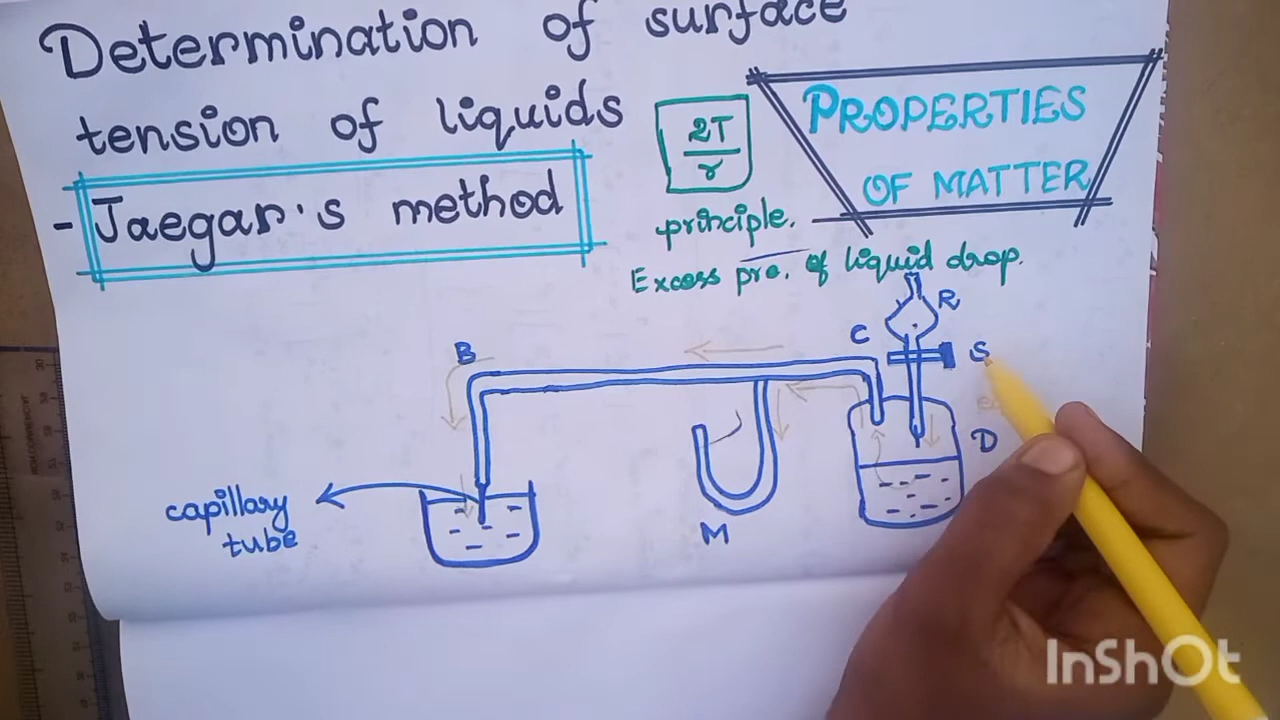 Determination of surface
tension of liquids
- Jaegar's method
2T
r
principle.
Excess pre. of liquid drop.
PROPERTIES
OF MATTER
R
C
S
B
D
capillary
tube
M
InShOt